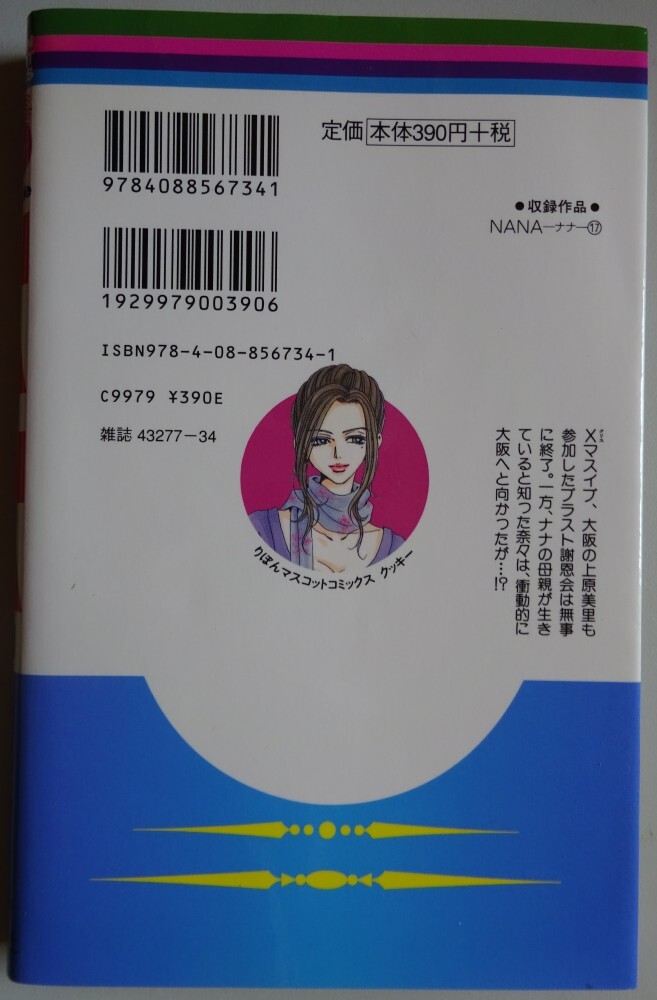 9784088567341
定価 本体390円+税
●収録作品●
NANA―ナナ―⑰
1929979003906
ISBN978-4-08-856734-1
C9979 ¥390E
雑誌 43277-34
りぼんマスコットコミックス クッキー
Xマスイブ、大阪の上原美里も
クリス
参加したブラスト謝恩会は無事
に終了。一方、ナナの母親が生き
ていると知った奈々は、衝動的に
大阪へと向かったが…!?